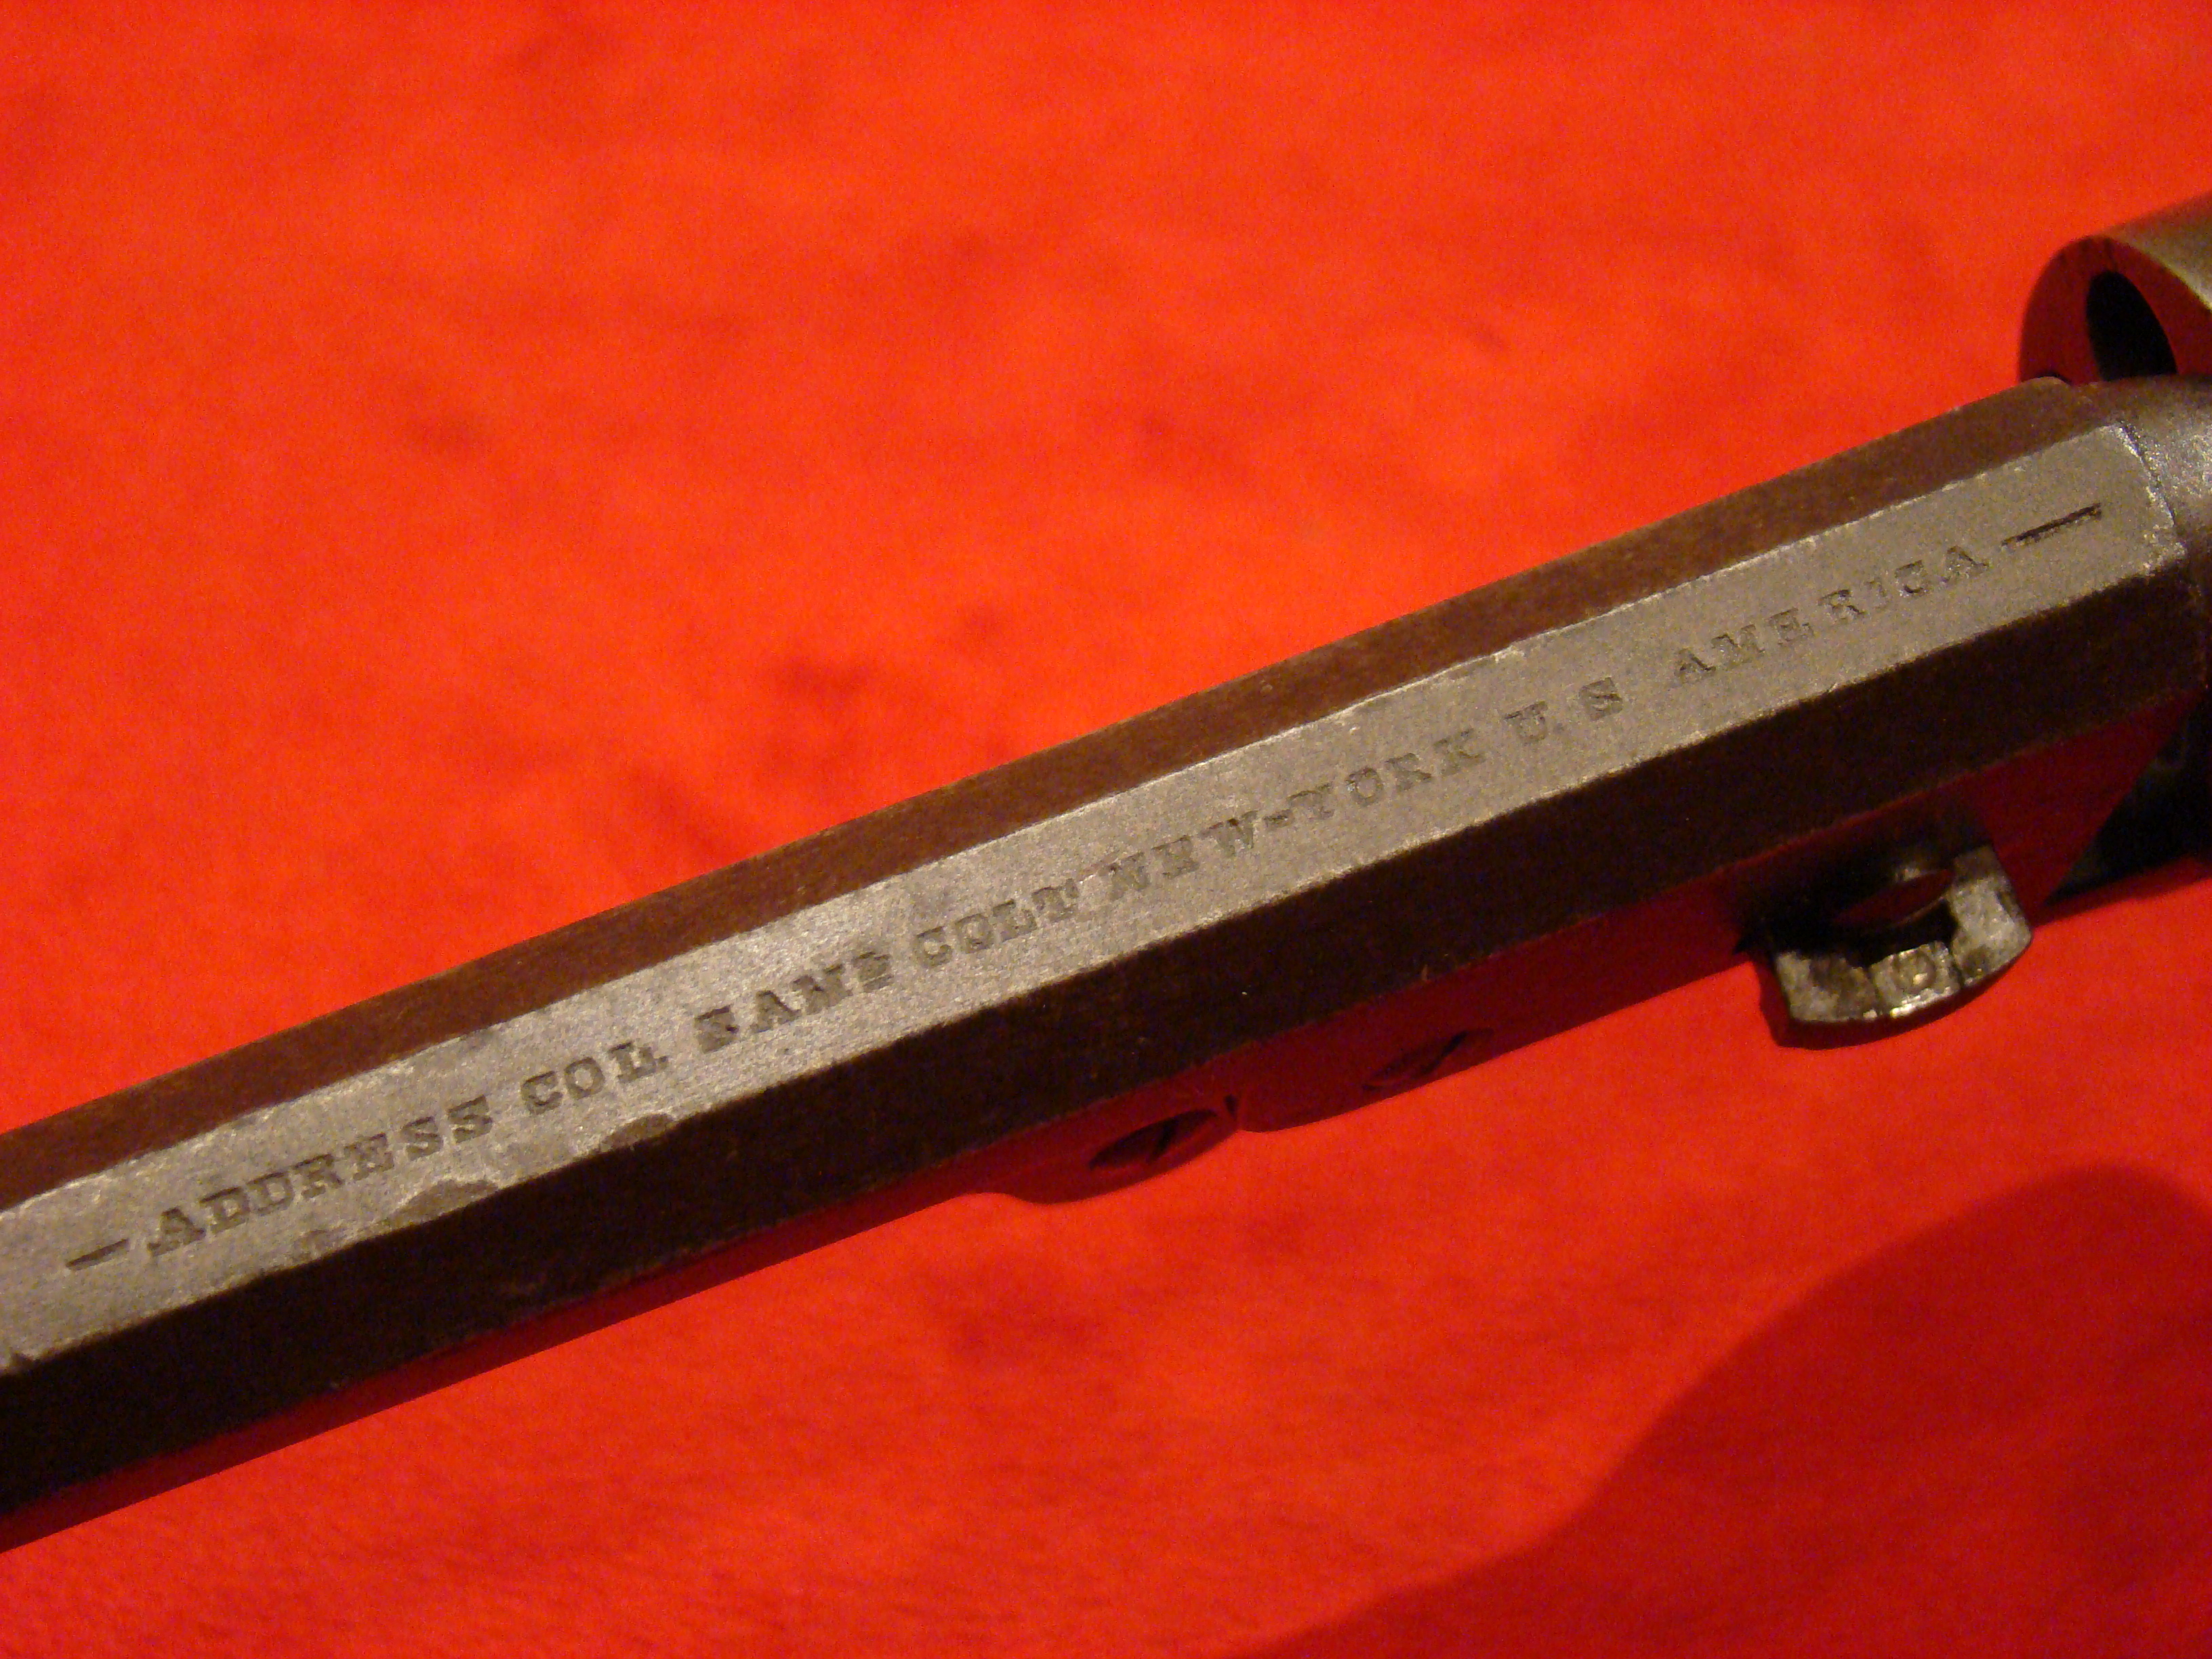 —ADDRESS COL. SAML COLT NEW-YORK U.S AMERICA—